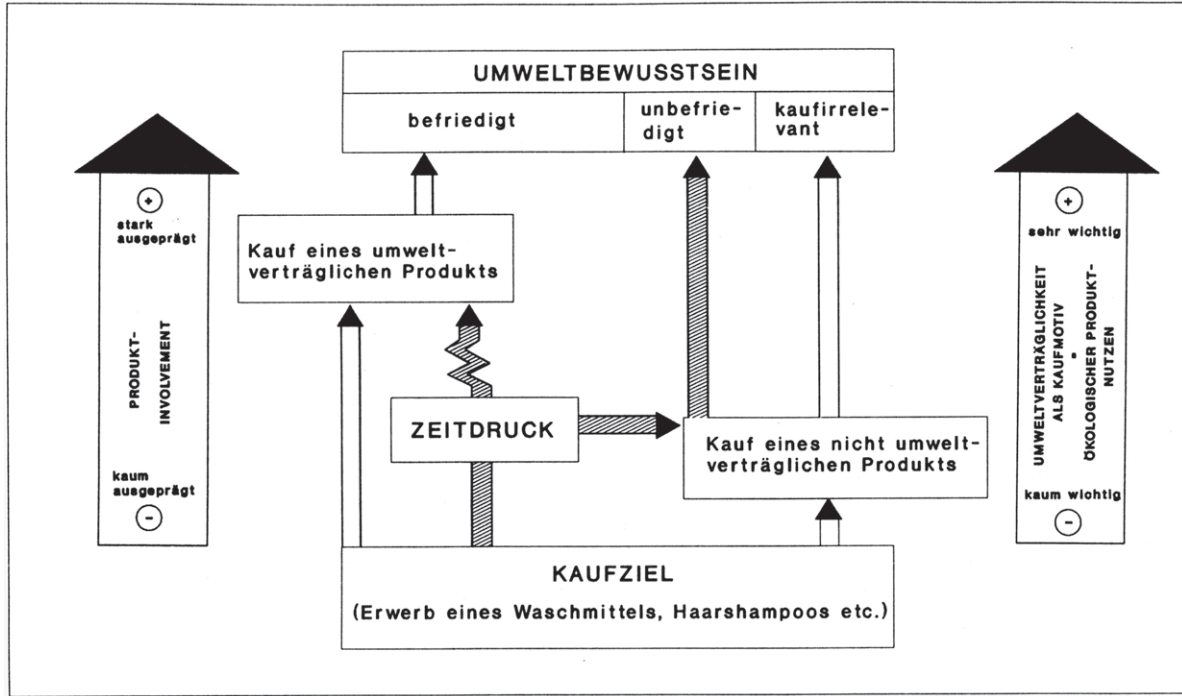 UMWELTBEWUSSTSEIN
befriedigt
unbefrie-
digt
kaufirrele-
vant
+
stark
ausgeprägt
PRODUKT-
INVOLVEMENT
kaum
ausgeprägt
−
Kauf eines umwelt-
verträglichen Produkts
ZEITDRUCK
Kauf eines nicht umwelt-
verträglichen Produkts
KAUFZIEL
(Erwerb eines Waschmittels, Haarshampoos etc.)
+
sehr wichtig
UMWELTVERTRÄGLICHKEIT
ALS KAUFMOTIV
=
ÖKOLOGISCHER PRODUKT-
NUTZEN
kaum wichtig
−